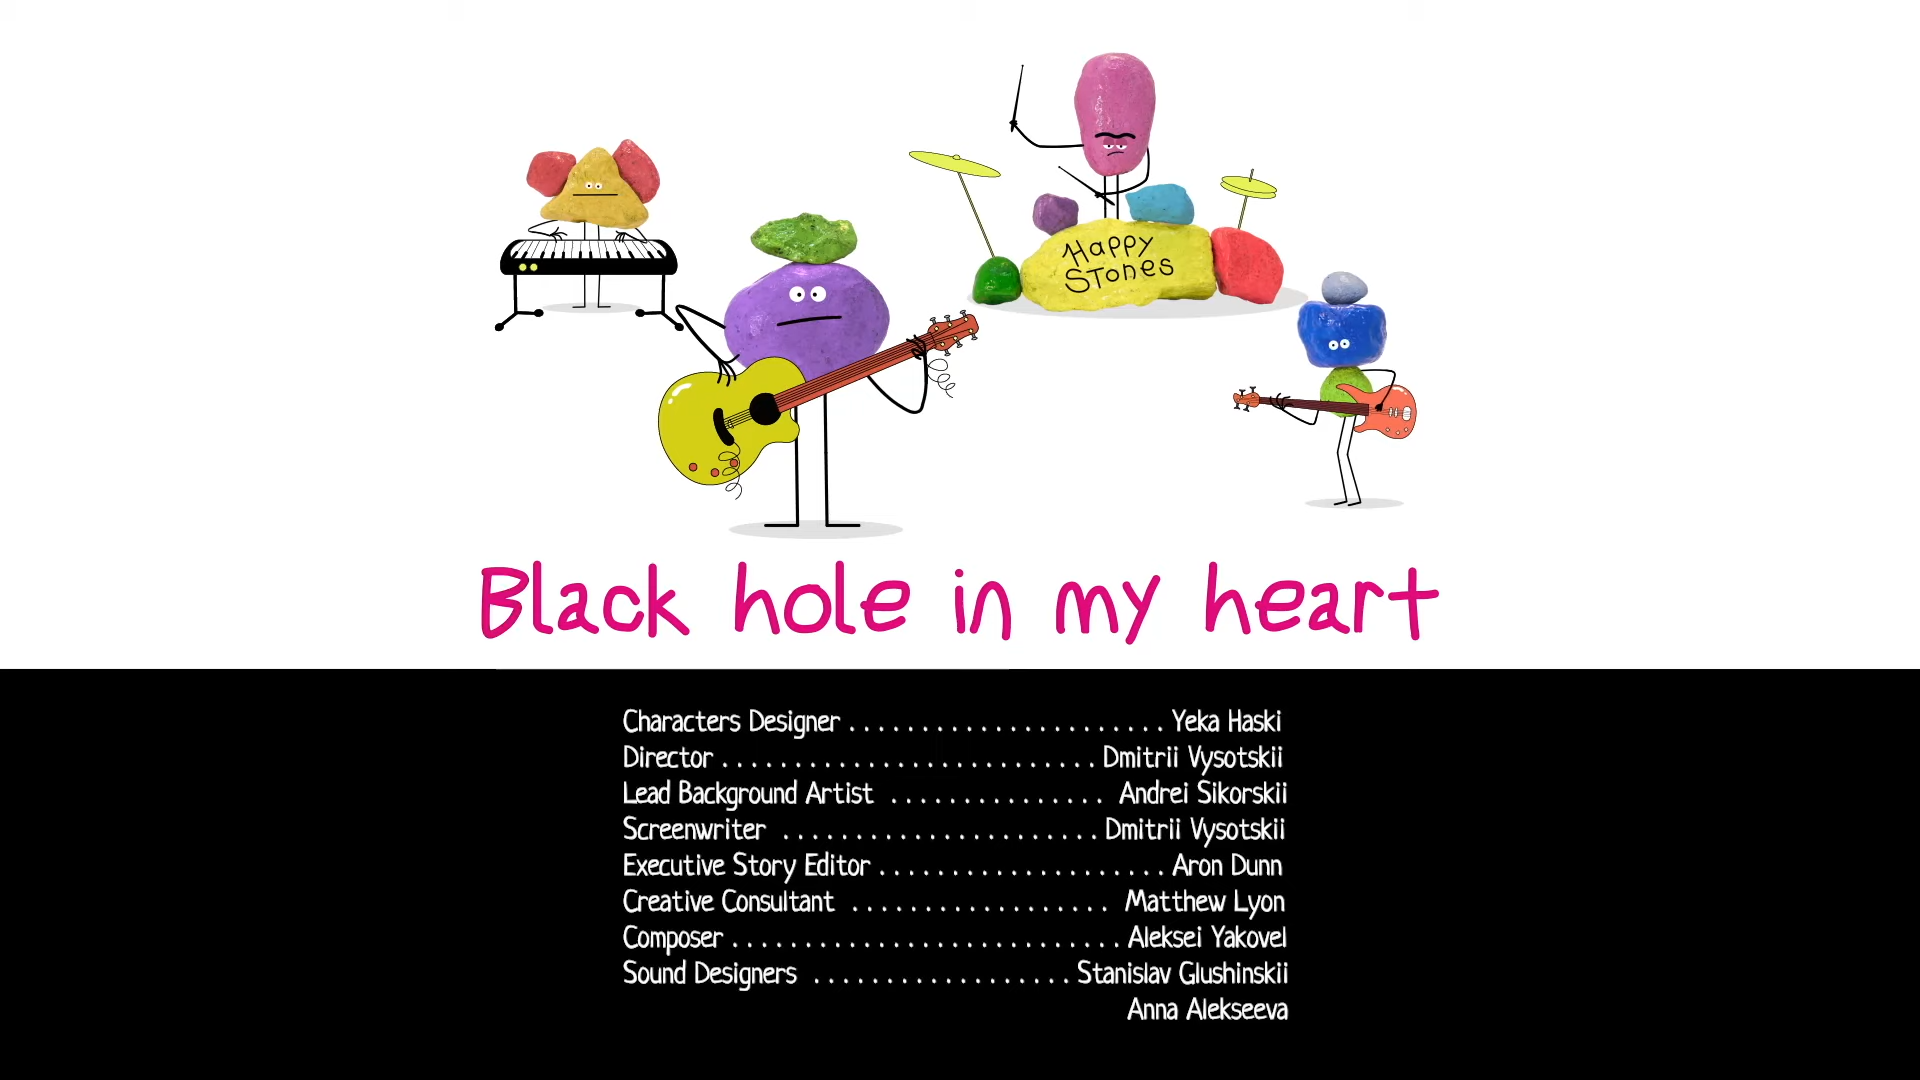 Happy
Stones
Black hole in my heart
Characters Designer . . . . . . . . . . . . . . . . . . . . . . Yeka Haski
Director . . . . . . . . . . . . . . . . . . . . . . . . . . Dmitrii Vysotskii
Lead Background Artist . . . . . . . . . . . . . . . Andrei Sikorskii
Screenwriter . . . . . . . . . . . . . . . . . . . . . . Dmitrii Vysotskii
Executive Story Editor . . . . . . . . . . . . . . . . . . . . Aron Dunn
Creative Consultant . . . . . . . . . . . . . . . . . . Matthew Lyon
Composer . . . . . . . . . . . . . . . . . . . . . . . . . . . Aleksei Yakovel
Sound Designers . . . . . . . . . . . . . . . . . . Stanislav Glushinskii
Anna Alekseeva